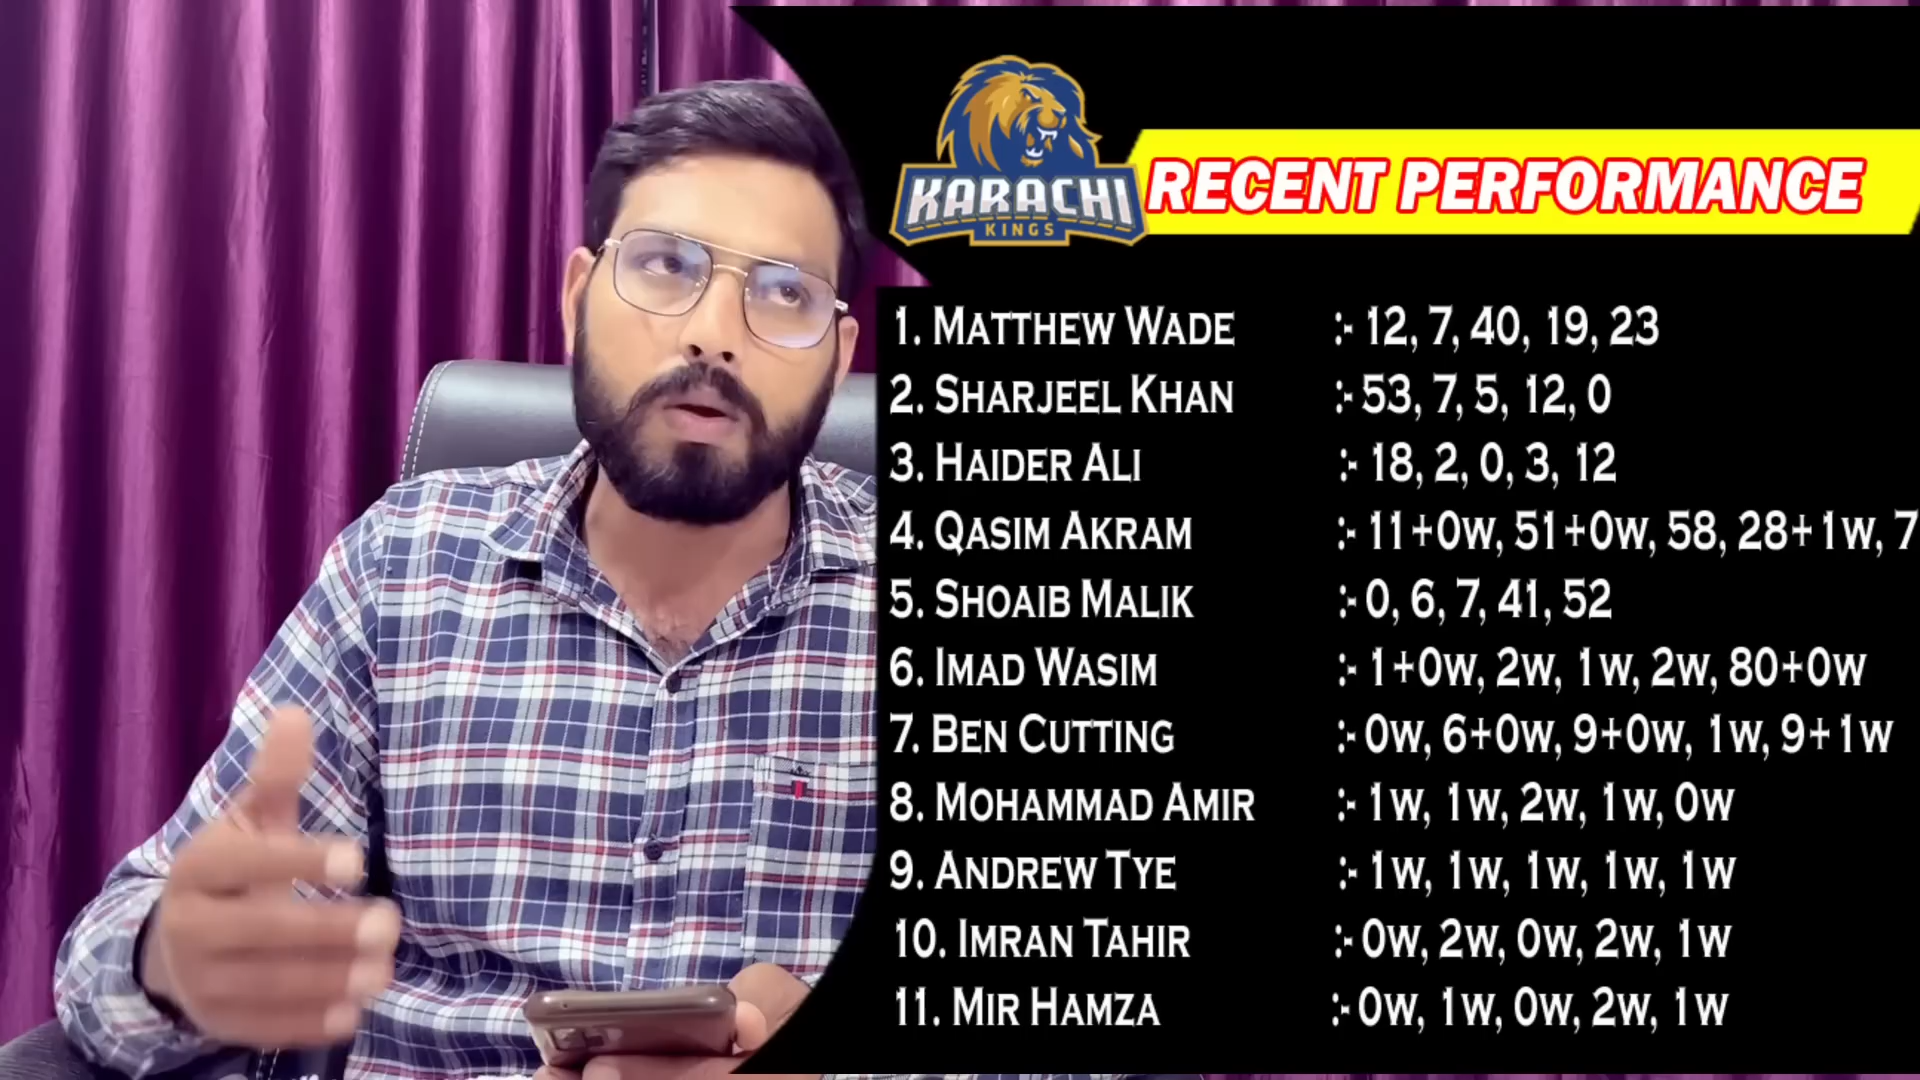 KARACHI
KINGS
RECENT PERFORMANCE
1. MATTHEW WADE :- 12, 7, 40, 19, 23
2. SHARJEEL KHAN :- 53, 7, 5, 12, 0
3. HAIDER ALI :- 18, 2, 0, 3, 12
4. QASIM AKRAM :- 11+0W, 51+0W, 58, 28+1W, 7
5. SHOAIB MALIK :- 0, 6, 7, 41, 52
6. IMAD WASIM :- 1+0W, 2W, 1W, 2W, 80+0W
7. BEN CUTTING :- 0W, 6+0W, 9+0W, 1W, 9+1W
8. MOHAMMAD AMIR :- 1W, 1W, 2W, 1W, 0W
9. ANDREW TYE :- 1W, 1W, 1W, 1W, 1W
10. IMRAN TAHIR :- 0W, 2W, 0W, 2W, 1W
11. MIR HAMZA :- 0W, 1W, 0W, 2W, 1W